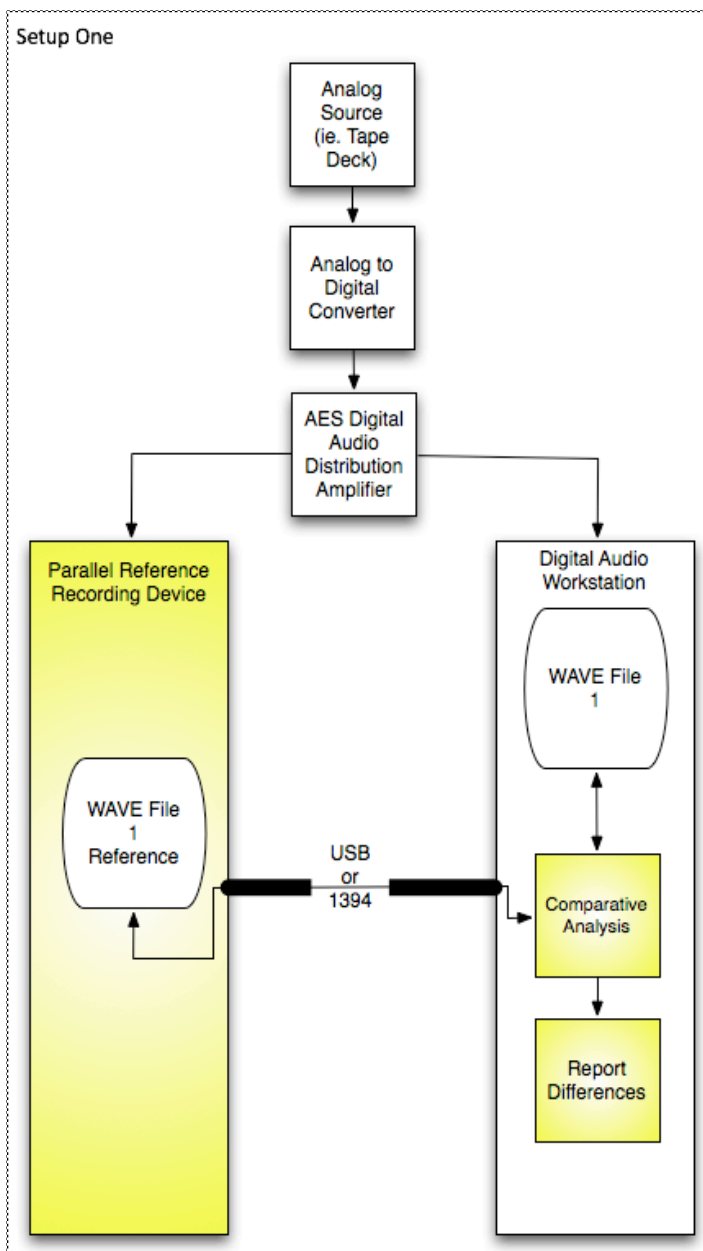 Setup One
Analog
Source
(ie. Tape
Deck)
Analog to
Digital
Converter
AES Digital
Audio
Distribution
Amplifier
Parallel Reference
Recording Device
Digital Audio
Workstation
WAVE File
1
WAVE File
1
Reference
USB
or
1394
Comparative
Analysis
Report
Differences